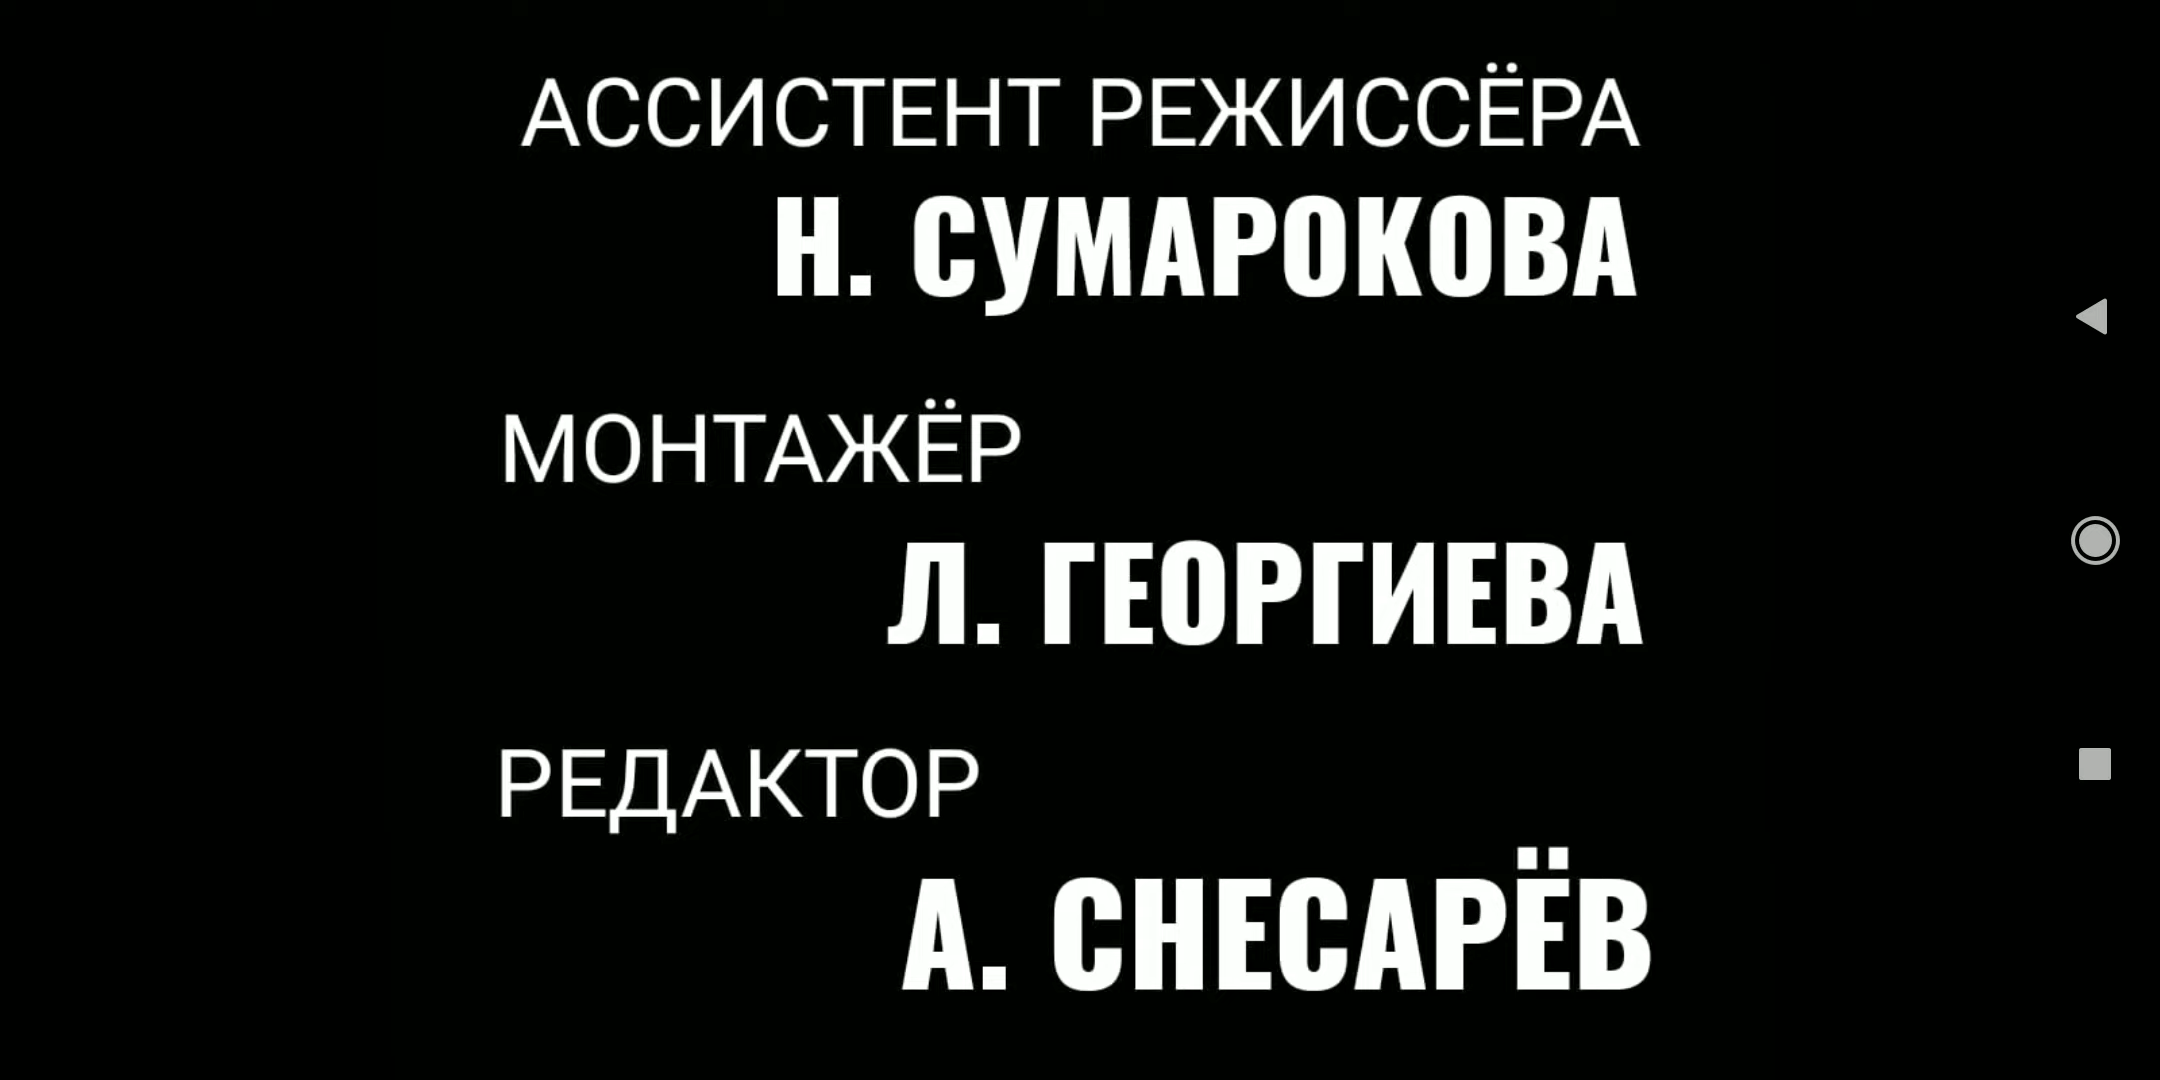 АССИСТЕНТ РЕЖИССЁРА
Н. СУМАРОКОВА
МОНТАЖЁР
Л. ГЕОРГИЕВА
РЕДАКТОР
А. СНЕСАРЁВ